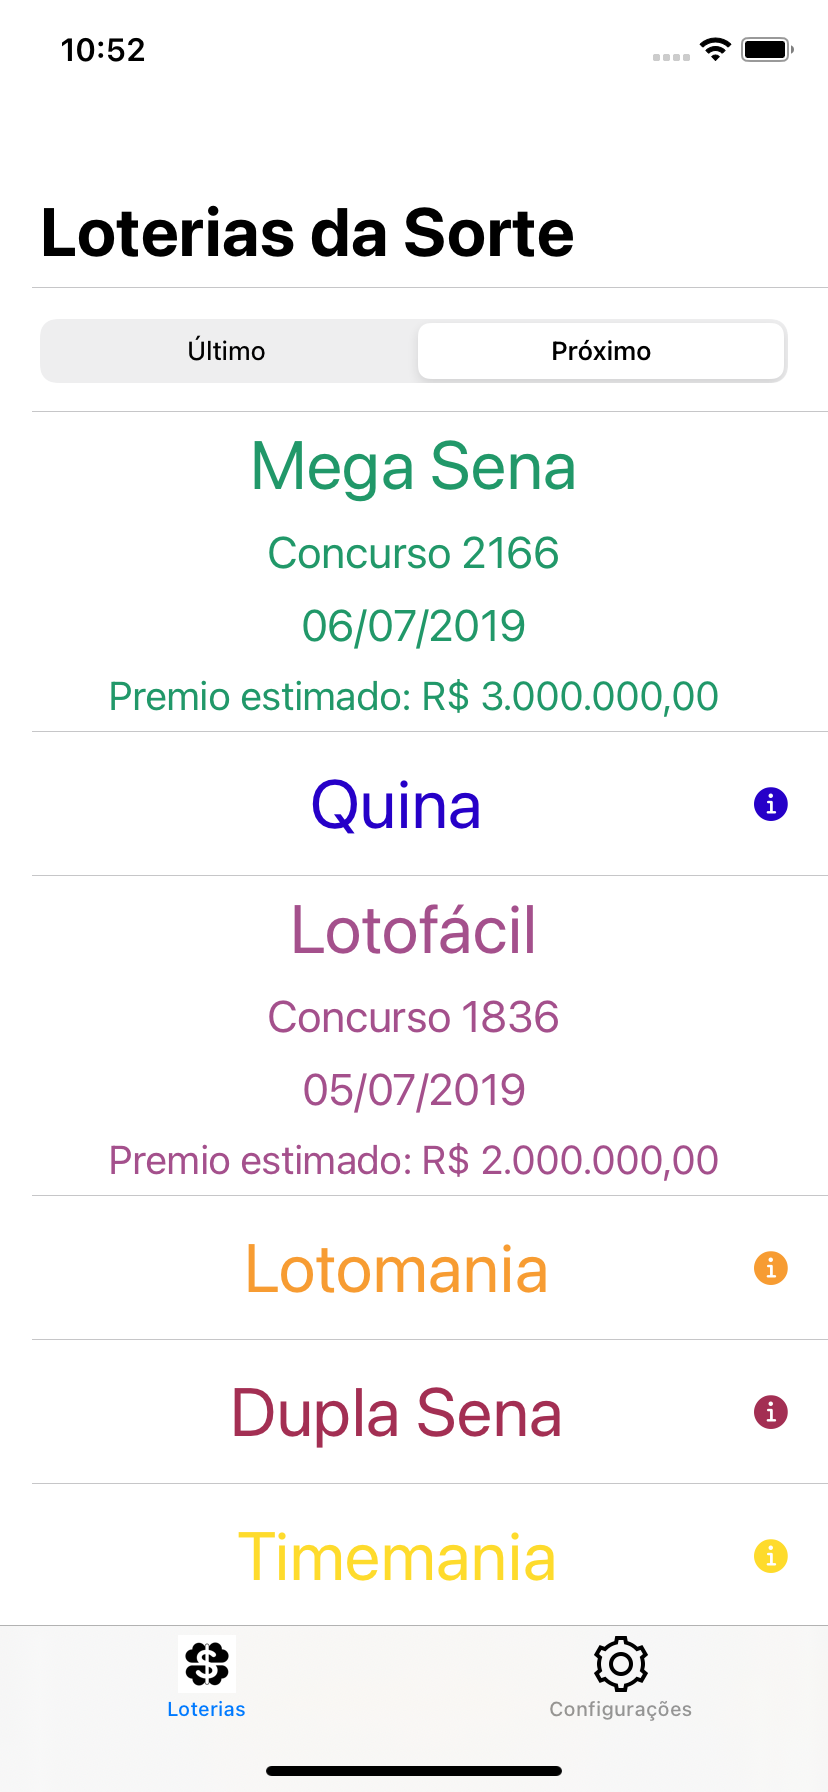 10:52
Loterias da Sorte
Último Próximo
Mega Sena
Concurso 2166
06/07/2019
Premio estimado: R$ 3.000.000,00
Quina
Lotofácil
Concurso 1836
05/07/2019
Premio estimado: R$ 2.000.000,00
Lotomania
Dupla Sena
Timemania
Loterias Configurações